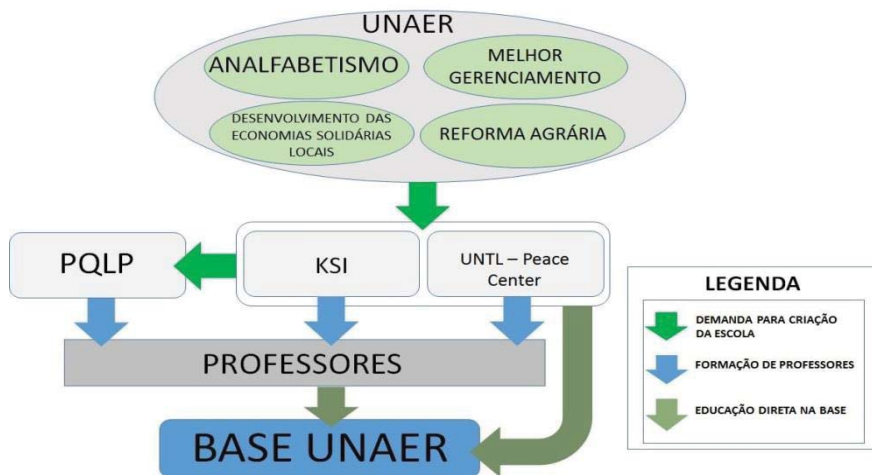 UNAER
ANALFABETISMO
MELHOR
GERENCIAMENTO
DESENVOLVIMENTO DAS
ECONOMIAS SOLIDÁRIAS
LOCAIS
REFORMA AGRÁRIA
PQLP
KSI
UNTL – Peace
Center
PROFESSORES
BASE UNAER
LEGENDA
DEMANDA PARA CRIAÇÃO
DA ESCOLA
FORMAÇÃO DE PROFESSORES
EDUCAÇÃO DIRETA NA BASE